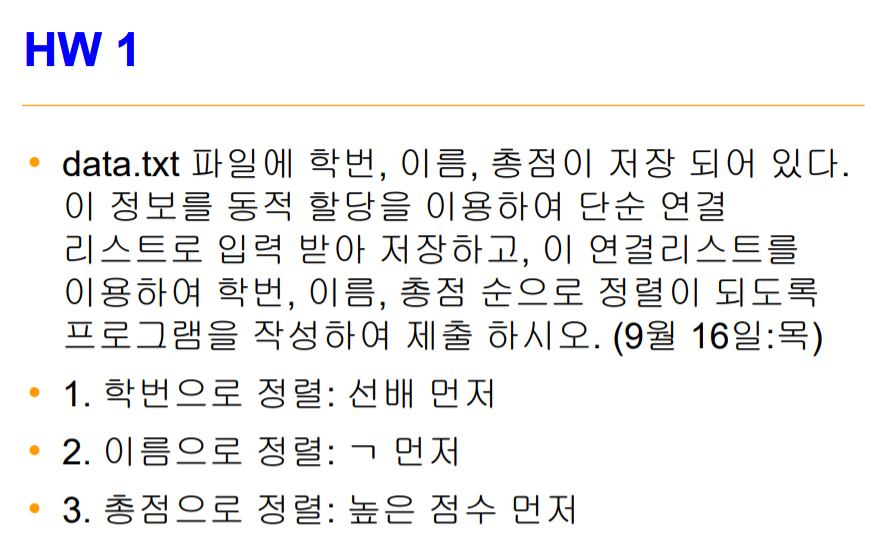 HW 1
• data.txt 파일에 학번, 이름, 총점이 저장 되어 있다.
이 정보를 동적 할당을 이용하여 단순 연결
리스트로 입력 받아 저장하고, 이 연결리스트를
이용하여 학번, 이름, 총점 순으로 정렬이 되도록
프로그램을 작성하여 제출 하시오. (9월 16일:목)
• 1. 학번으로 정렬: 선배 먼저
• 2. 이름으로 정렬: ㄱ 먼저
• 3. 총점으로 정렬: 높은 점수 먼저